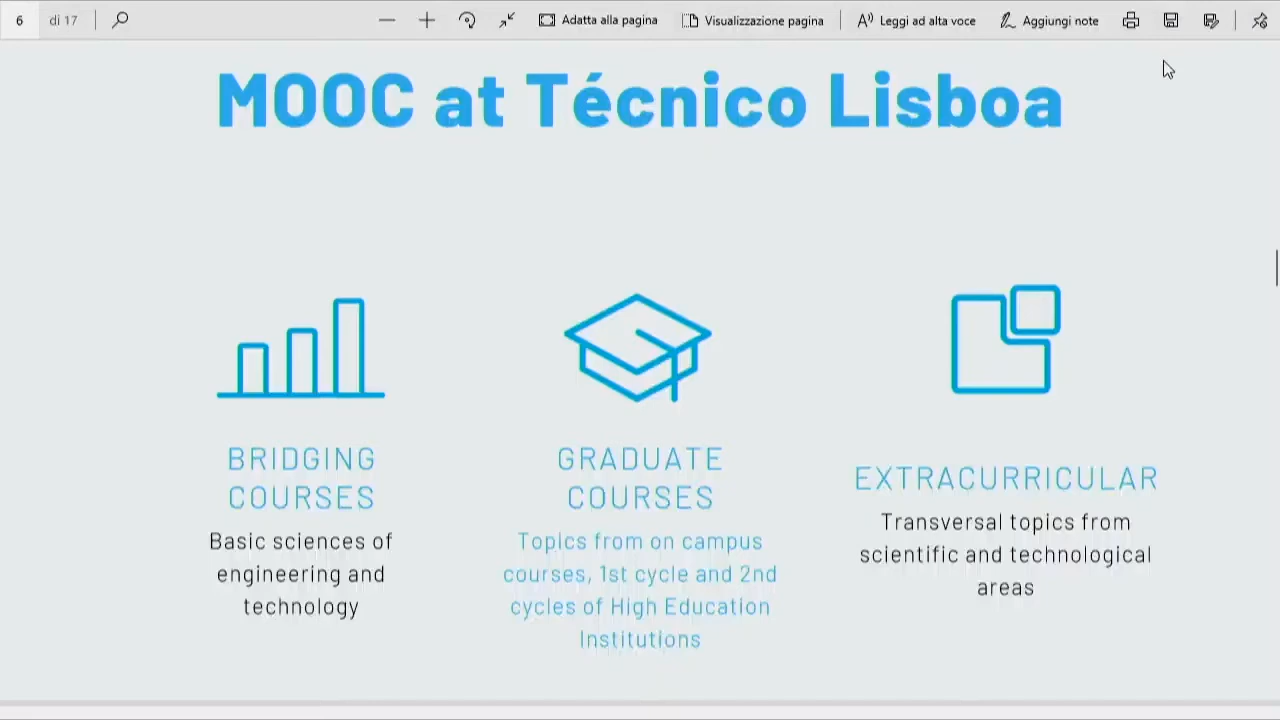 6 di 17 Adatta alla pagina Visualizzazione pagina Leggi ad alta voce Aggiungi note
MOOC at Técnico Lisboa
BRIDGING
COURSES
Basic sciences of
engineering and
technology
GRADUATE
COURSES
Topics from on campus
courses, 1st cycle and 2nd
cycles of High Education
Institutions
EXTRACURRICULAR
Transversal topics from
scientific and technological
areas